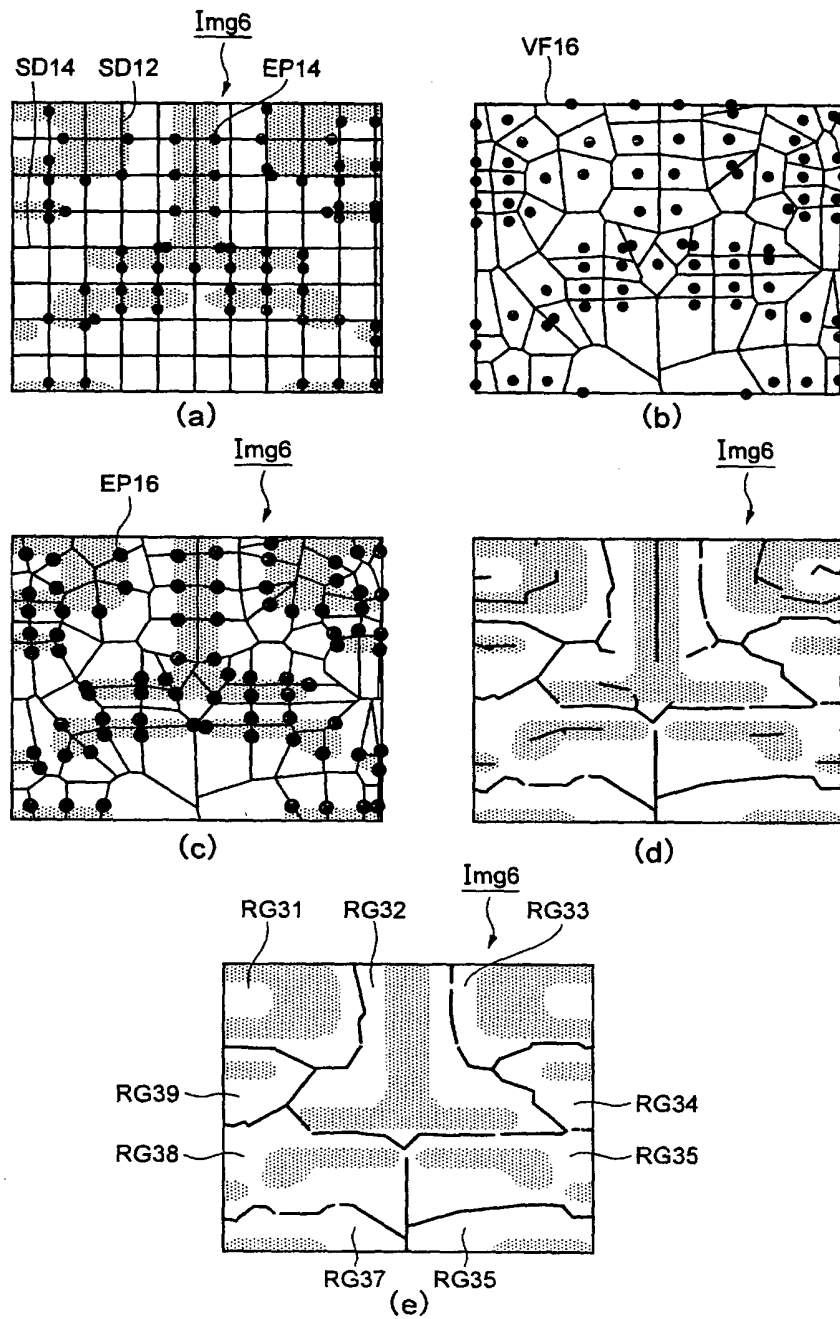 Img6
SD14 SD12 EP14
VF16
(a)
(b)
Img6
EP16
Img6
(c)
(d)
Img6
RG31 RG32 RG33
RG39
RG34
RG38
RG35
RG37 RG35
(e)